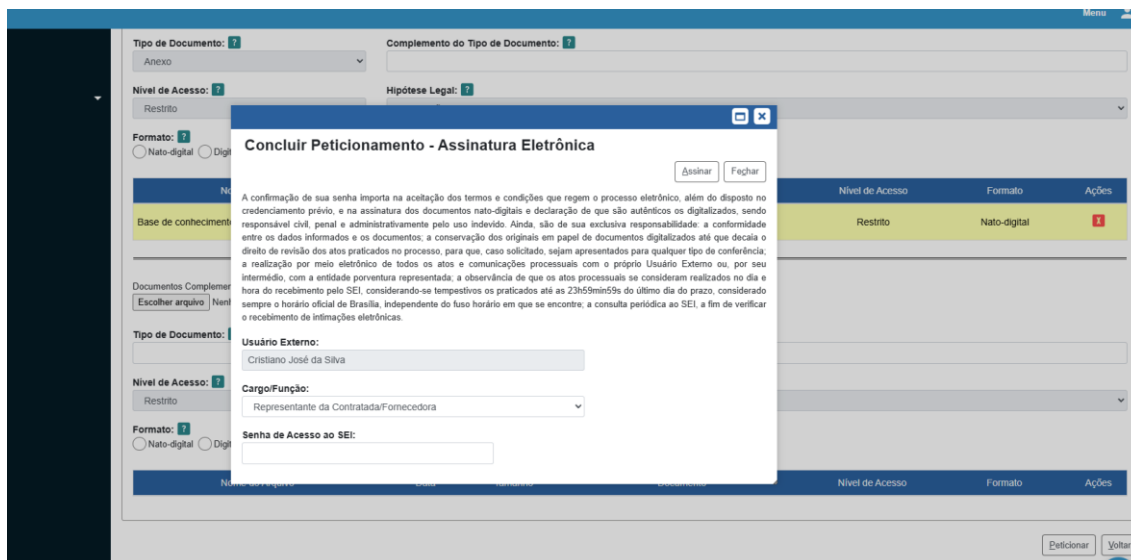 Menu
Tipo de Documento: ?
Complemento do Tipo de Documento: ?
Anexo
Nível de Acesso: ?
Hipótese Legal: ?
Restrito
Formato: ?
Nato-digital
Concluir Peticionamento - Assinatura Eletrônica
Assinar Fechar
A confirmação de sua senha importa na aceitação dos termos e condições que regem o processo eletrônico, além do disposto no
credenciamento prévio, e na assinatura dos documentos nato-digitais e declaração de que são autênticos os digitalizados, sendo
responsável civil, penal e administrativamente pelo uso indevido. Ainda, são de sua exclusiva responsabilidade: a conformidade
entre os dados informados e os documentos; a conservação dos originais em papel de documentos digitalizados até que decaia o
direito de revisão dos atos praticados no processo, para que, caso solicitado, sejam apresentados para qualquer tipo de conferência;
a realização por meio eletrônico de todos os atos e comunicações processuais com o próprio Usuário Externo ou, por seu
intermédio, com a entidade porventura representada; a observância de que os atos processuais se consideram realizados no dia e
hora do recebimento pelo SEI, considerando-se tempestivos os praticados até as 23h59min59s do último dia do prazo, considerado
sempre o horário oficial de Brasília, independente do fuso horário em que se encontre; a consulta periódica ao SEI, a fim de verificar
o recebimento de intimações eletrônicas.
Usuário Externo:
Cristiano José da Silva
Cargo/Função:
Representante da Contratada/Fornecedora
Senha de Acesso ao SEI:
Nível de Acesso Formato Ações
Base de conhecimento Restrito Nato-digital
Escolher arquivo
Tipo de Documento:
Nível de Acesso: ?
Restrito
Formato: ?
Nato-digital
Nível de Acesso Formato Ações
Peticionar Voltar